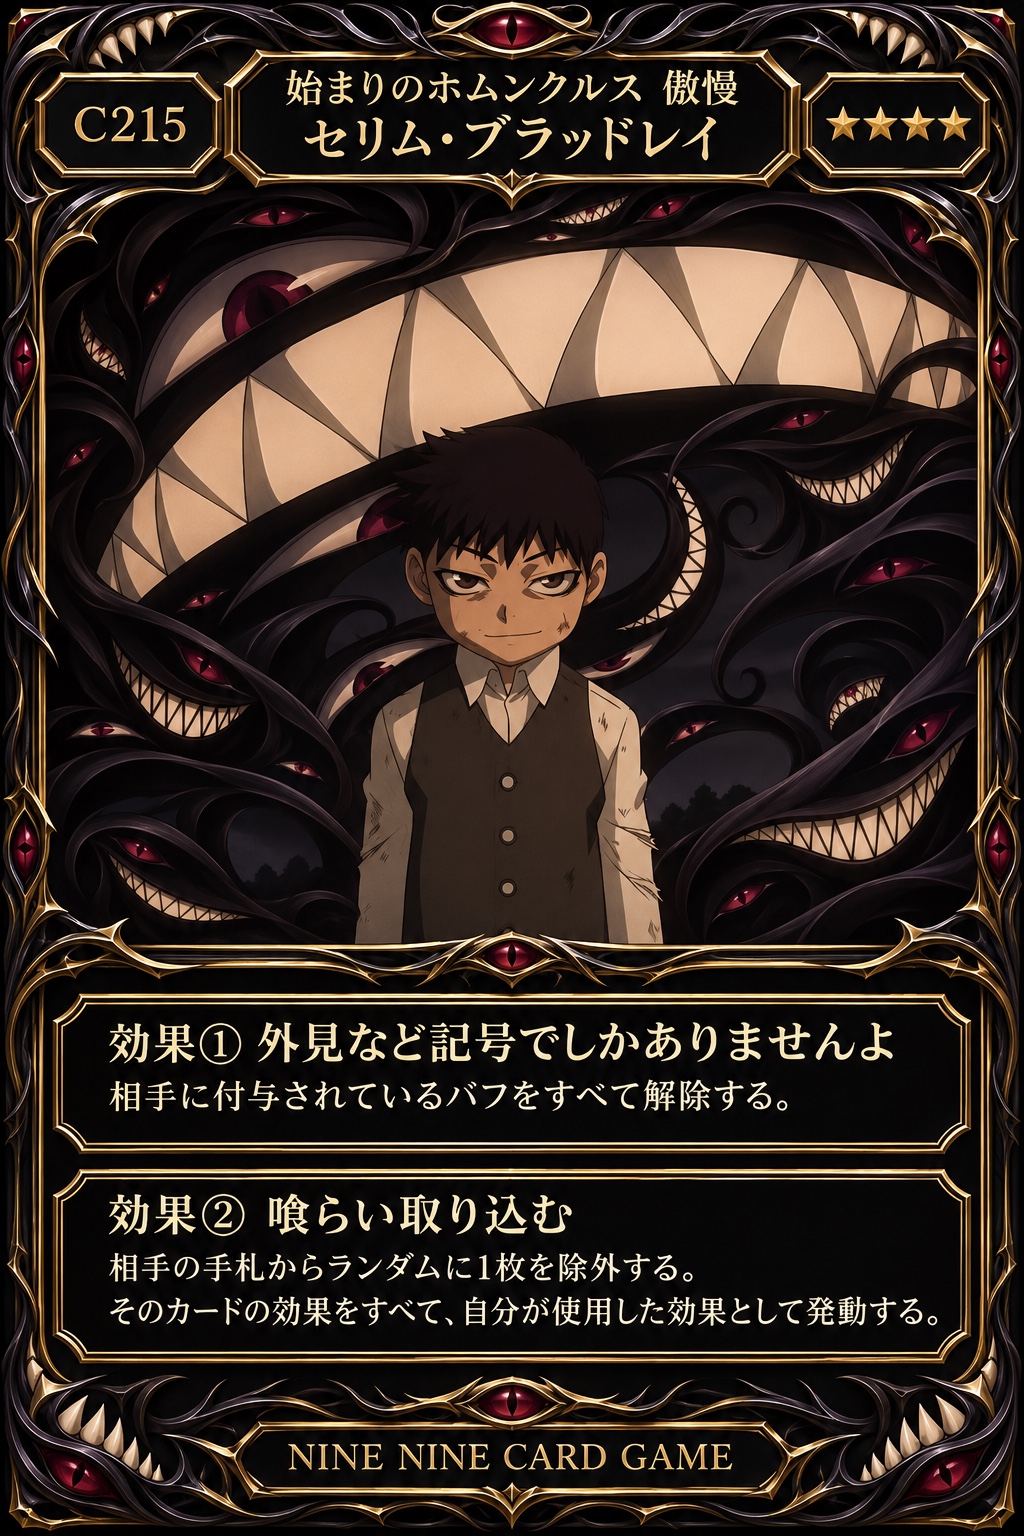 C215
始まりのホムンクルス 傲慢
セリム・ブラッドレイ
★★★★
効果① 外見など記号でしかありませんよ
相手に付与されているバフをすべて解除する。
効果② 喰らい取り込む
相手の手札からランダムに1枚を除外する。
そのカードの効果をすべて、自分が使用した効果として発動する。
NINE NINE CARD GAME